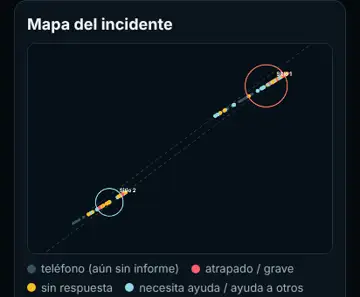 Mapa del incidente
Sitio 2
teléfono (aún sin informe)
atrapado / grave
sin respuesta
necesita ayuda / ayuda a otros